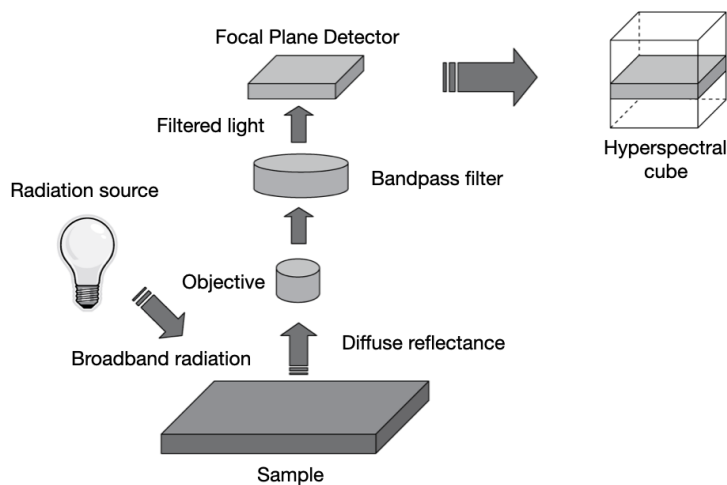 Focal Plane Detector
Filtered light
Bandpass filter
Hyperspectral
cube
Radiation source
Objective
Broadband radiation
Diffuse reflectance
Sample